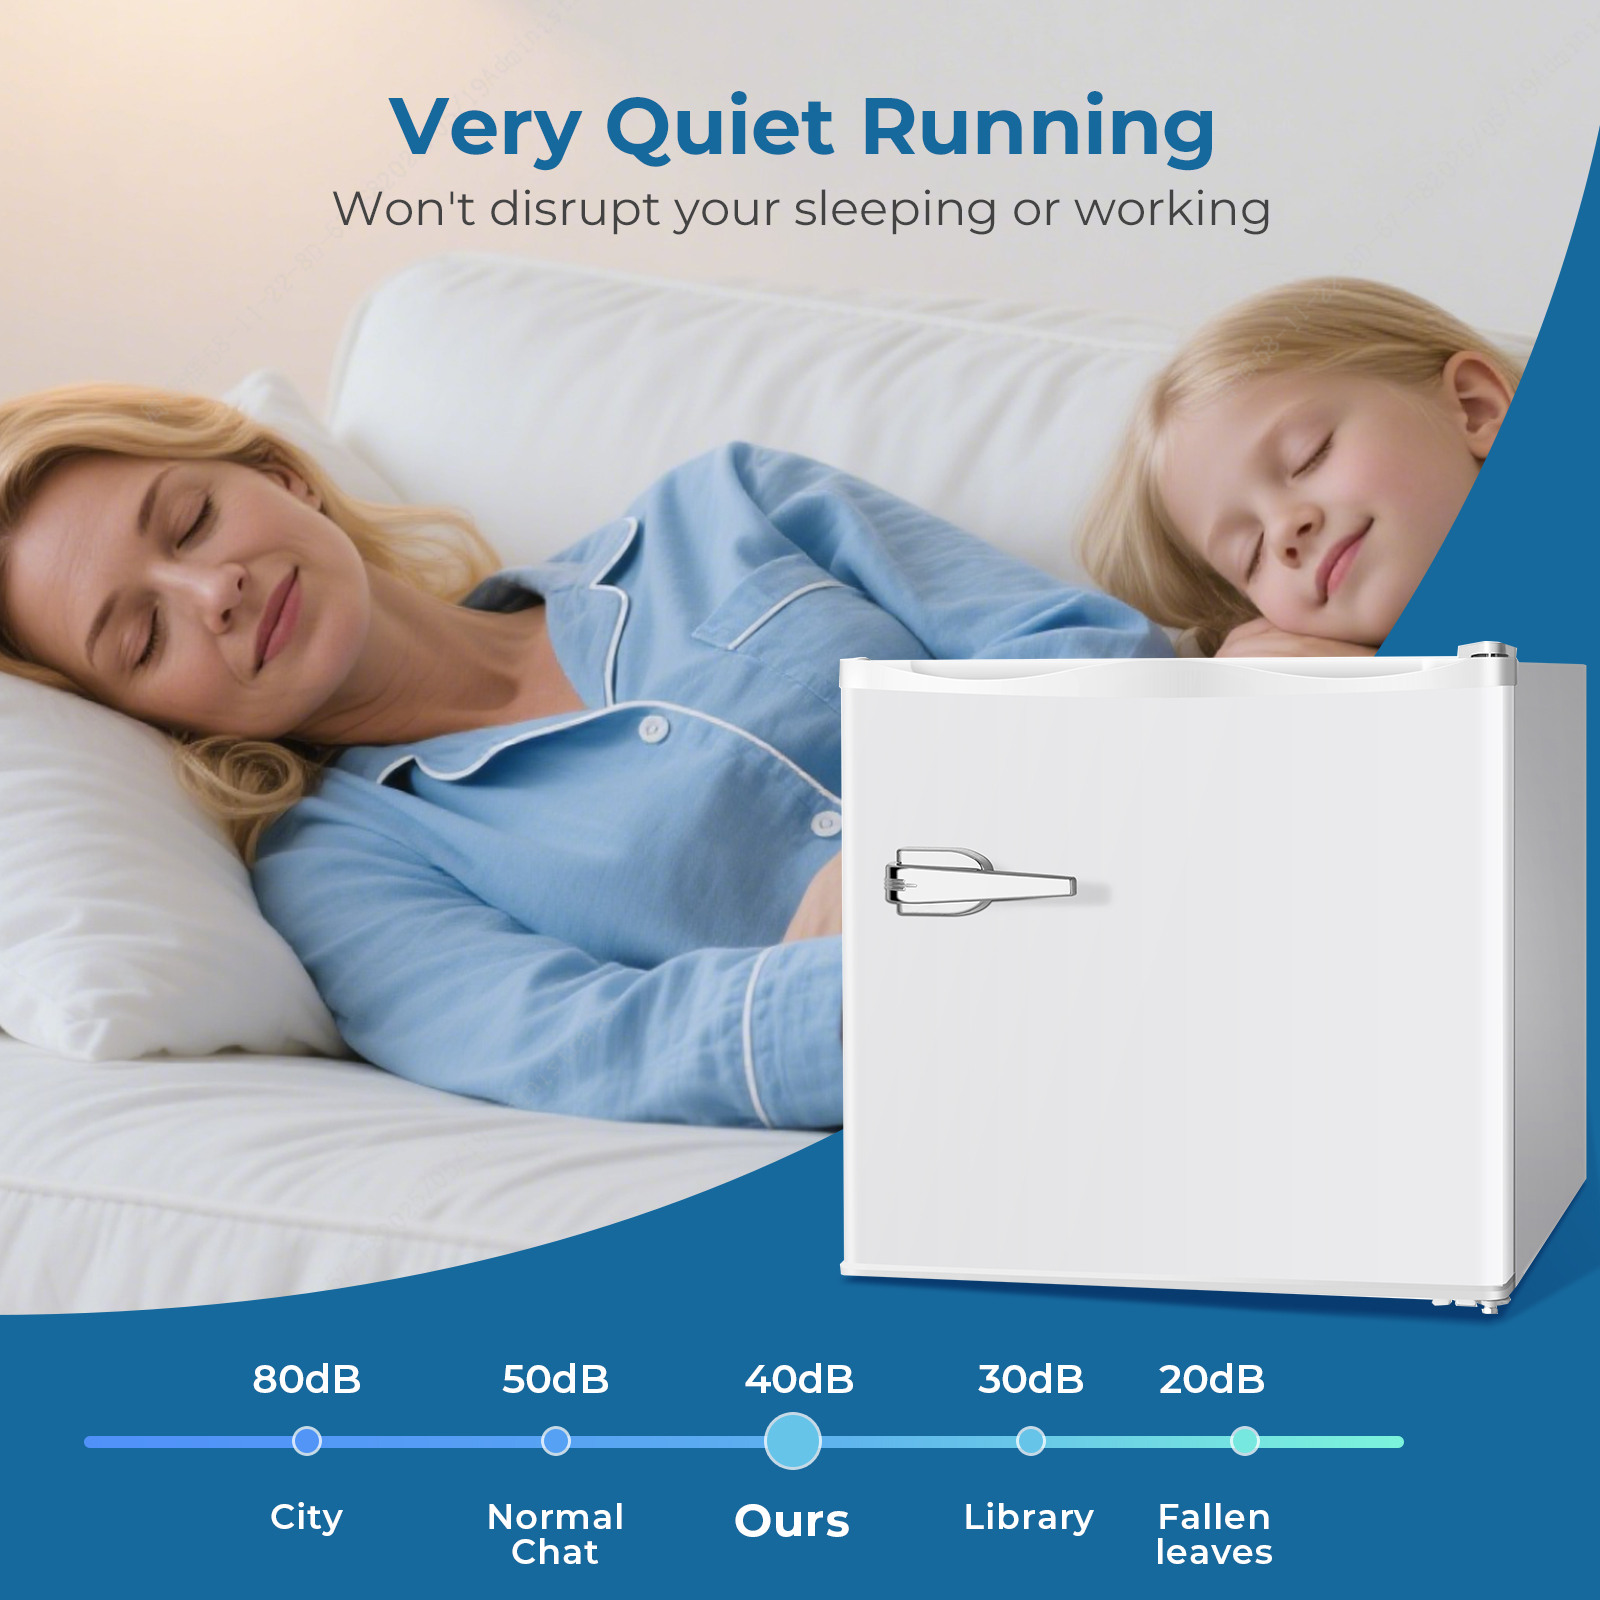 Very Quiet Running
Won't disrupt your sleeping or working
80dB 50dB 40dB 30dB 20dB
City Normal Chat Ours Library Fallen leaves